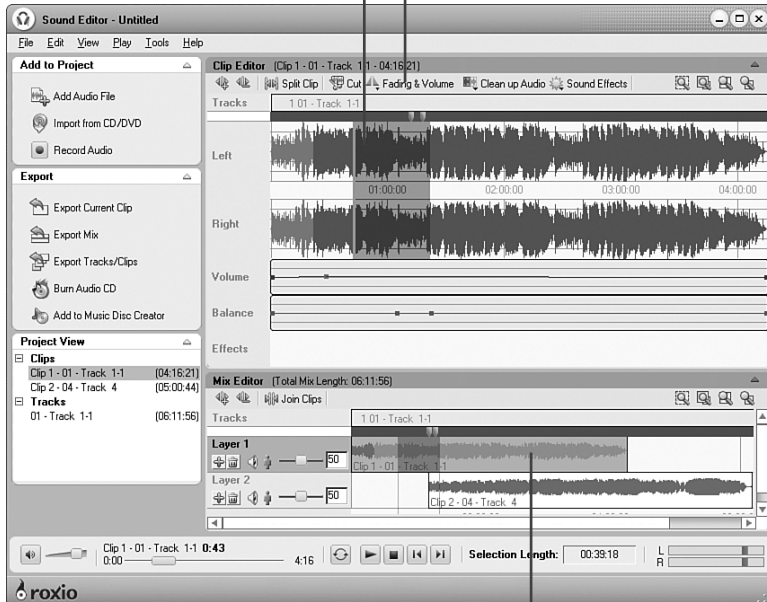 Sound Editor - Untitled
File Edit View Play Tools Help
Add to Project
Add Audio File
Import from CD/DVD
Record Audio
Export
Export Current Clip
Export Mix
Export Tracks/Clips
Burn Audio CD
Add to Music Disc Creator
Project View
Clips
Clip 1 - 01 - Track 1-1 (04:16:21)
Clip 2 - 04 - Track 4 (05:00:44)
Tracks
01 - Track 1-1 (06:11:56)
Clip Editor (Clip 1 - 01 - Track 1-1 - 04:16:21)
Split Clip Cut Fading & Volume Clean up Audio Sound Effects
Tracks 1 01 - Track 1-1
Left
01:00:00 02:00:00 03:00:00 04:00:00
Right
Volume
Balance
Effects
Mix Editor (Total Mix Length: 06:11:56)
Join Clips
Tracks 1 01 - Track 1-1
Layer 1
50
Clip 1 - 01 - Track 1-1
Layer 2
50
Clip 2 - 04 - Track 4
Clip 1 - 01 - Track 1-1 0:43
0:00 4:16
Selection Length: 00:39:18
L
R
roxio